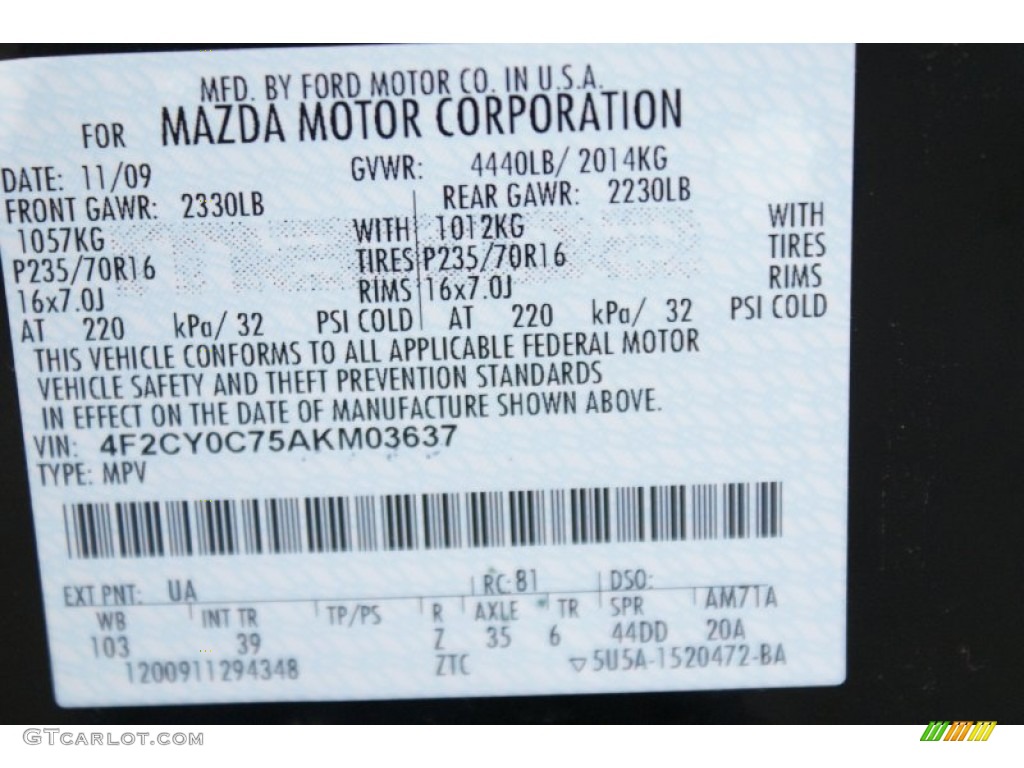 MFD. BY FORD MOTOR CO. IN U.S.A.
FOR MAZDA MOTOR CORPORATION
DATE: 11/09 GVWR: 4440LB/ 2014KG
FRONT GAWR: 2330LB REAR GAWR: 2230LB
1057KG WITH 1012KG WITH
P235/70R16 TIRES P235/70R16 TIRES
16x7.0J RIMS 16x7.0J RIMS
AT 220 kPa/ 32 PSI COLD AT 220 kPa/ 32 PSI COLD
THIS VEHICLE CONFORMS TO ALL APPLICABLE FEDERAL MOTOR
VEHICLE SAFETY AND THEFT PREVENTION STANDARDS
IN EFFECT ON THE DATE OF MANUFACTURE SHOWN ABOVE.
VIN: 4F2CY0C75AKM03637
TYPE: MPV
EXT PNT: UA RC: 81 DSO:
WB INT TR TP/PS R AXLE TR SPR AM71A
103 39 Z 35 6 44DD 20A
1200911294348 ZTC ▽5U5A-1520472-BA
GTCARLOT.COM